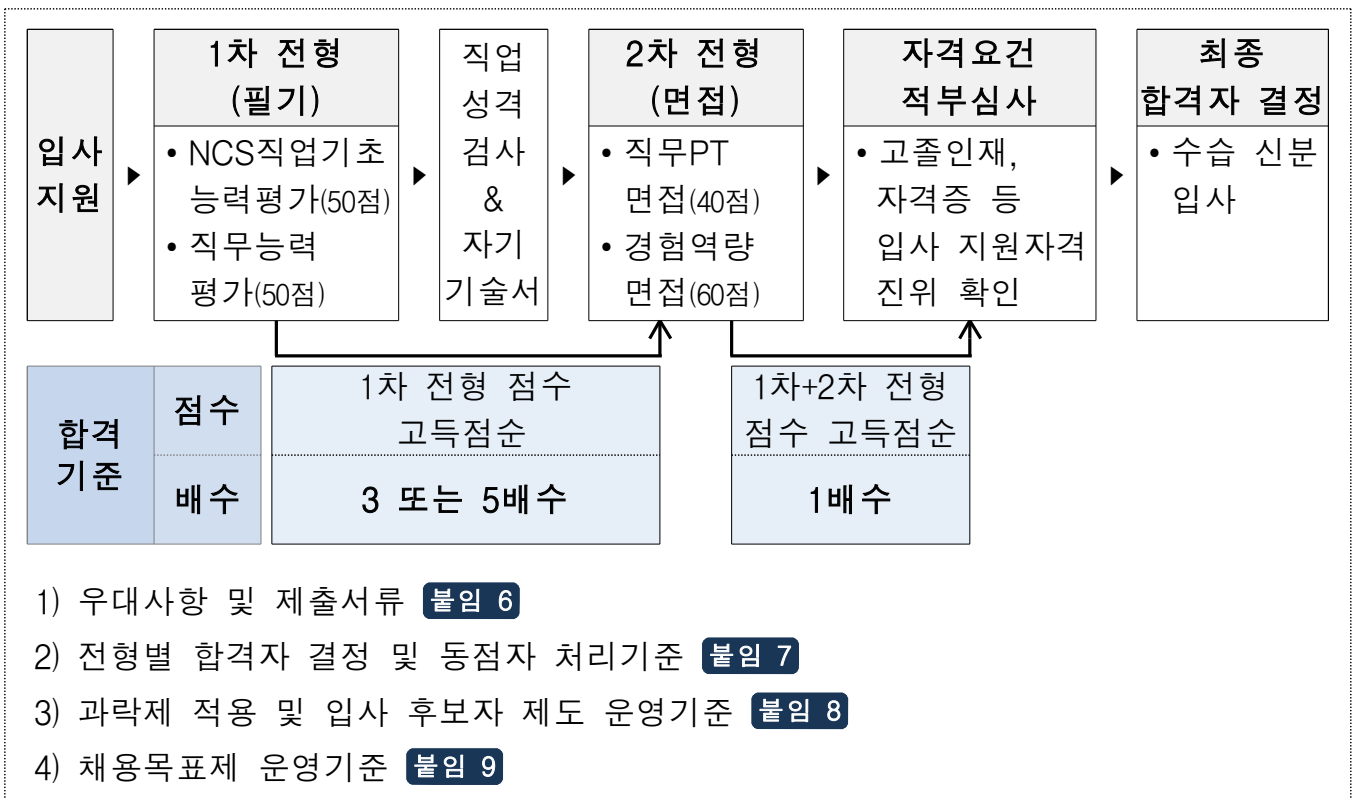 입사
지원
▶
1차 전형
(필기)
• NCS직업기초
능력평가(50점)
• 직무능력
평가(50점)
▶
직업
성격
검사
&
자기
기술서
▶
2차 전형
(면접)
• 직무PT
면접(40점)
• 경험역량
면접(60점)
▶
자격요건
적부심사
• 고졸인재,
자격증 등
입사 지원자격
진위 확인
▶
최종
합격자 결정
• 수습 신분
입사
합격
기준
점수
1차 전형 점수
고득점순
1차+2차 전형
점수 고득점순
배수
3 또는 5배수
1배수
1) 우대사항 및 제출서류 붙임 6
2) 전형별 합격자 결정 및 동점자 처리기준 붙임 7
3) 과락제 적용 및 입사 후보자 제도 운영기준 붙임 8
4) 채용목표제 운영기준 붙임 9